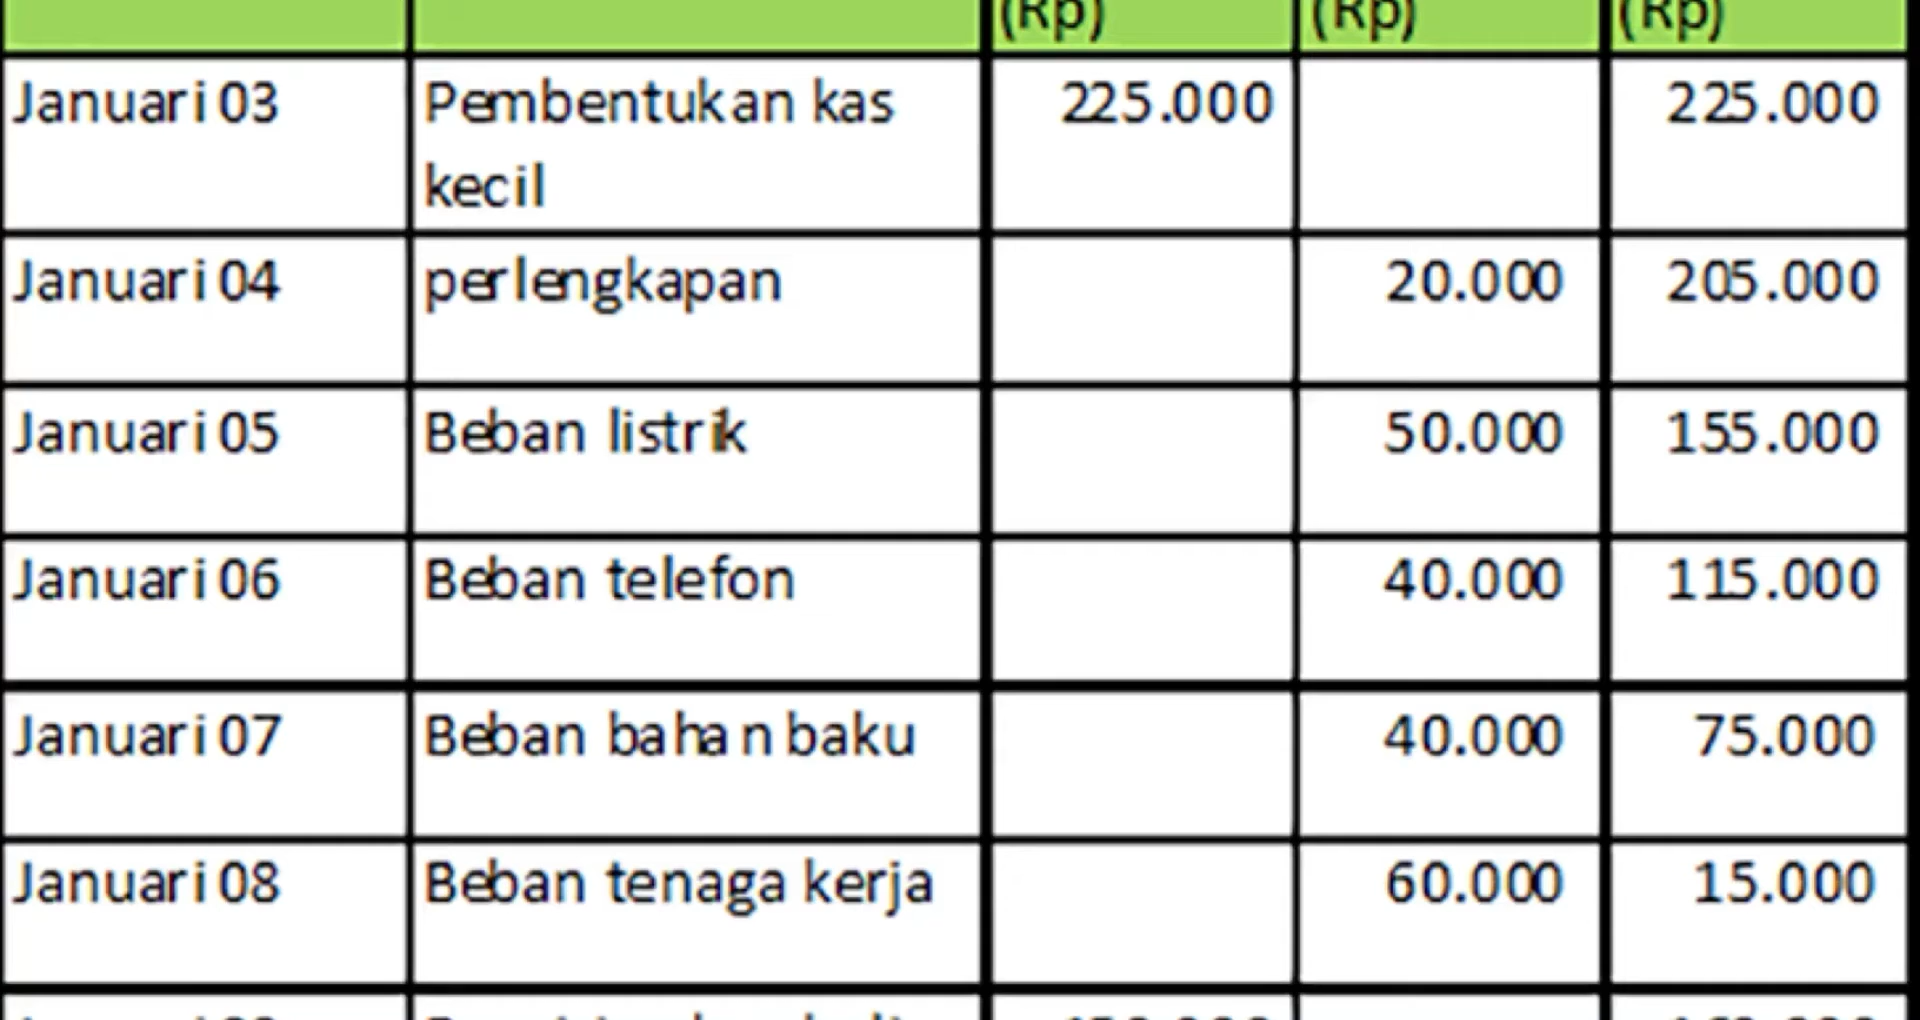 (Rp) (Rp) (Rp)
Januari 03 Pembentukan kas 225.000 225.000
kecil
Januari 04 perlengkapan 20.000 205.000
Januari 05 Beban listrik 50.000 155.000
Januari 06 Beban telefon 40.000 115.000
Januari 07 Beban bahan baku 40.000 75.000
Januari 08 Beban tenaga kerja 60.000 15.000